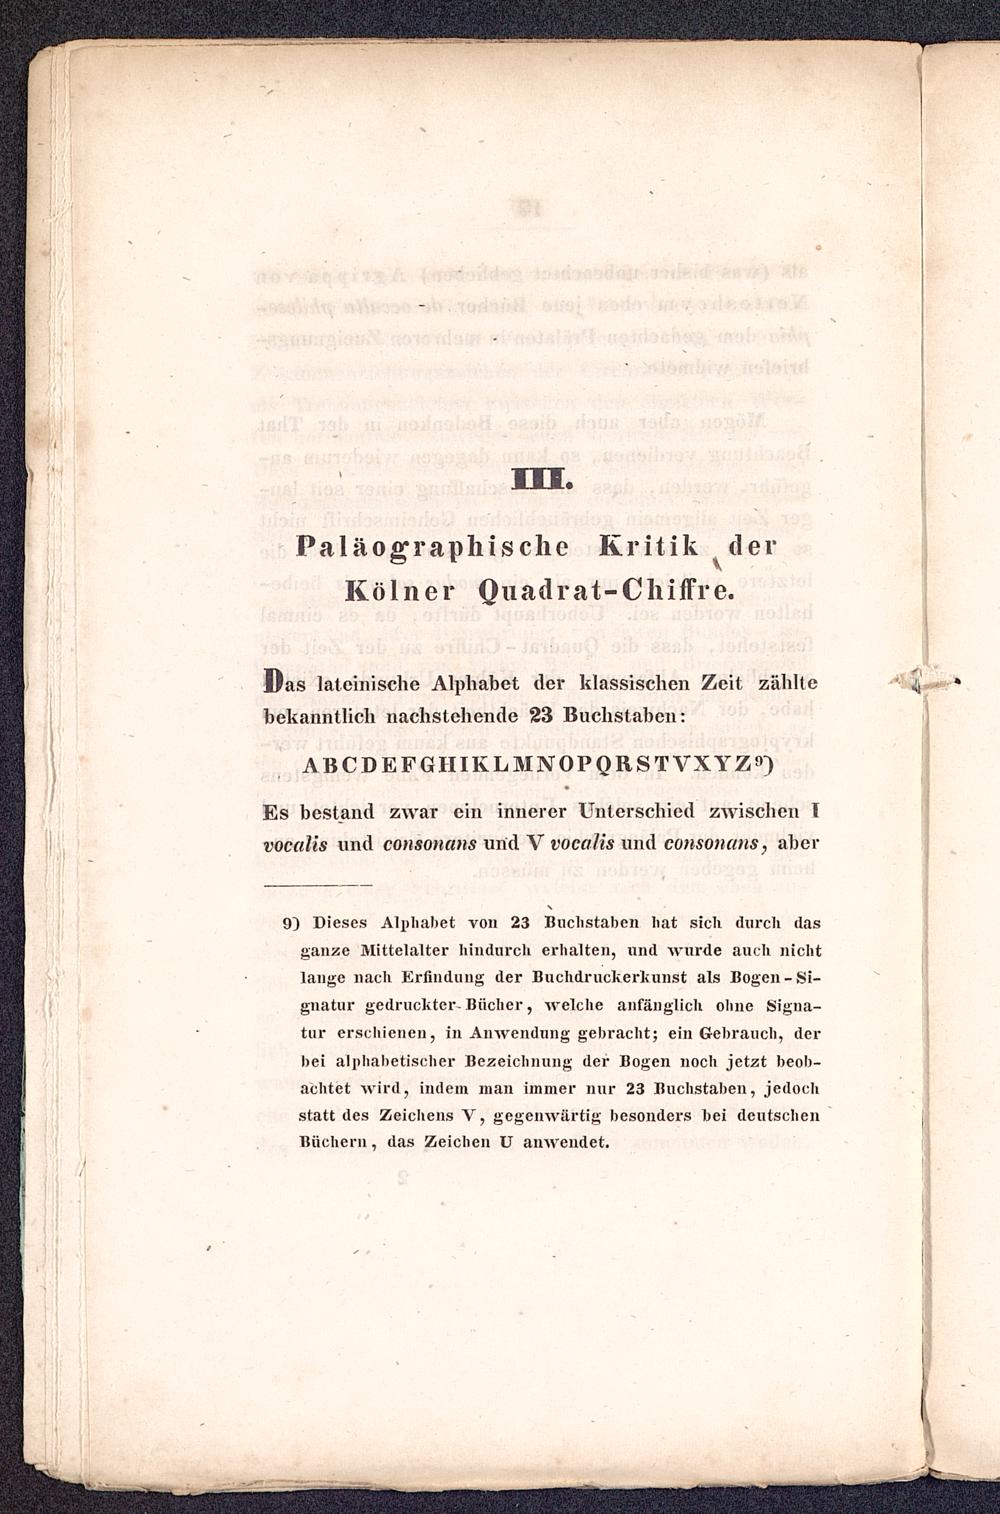 III.
Paläographische Kritik der
Kölner Quadrat-Chiffre.
Das lateinische Alphabet der klassischen Zeit zählte
bekanntlich nachstehende 23 Buchstaben:
ABCDEFGHIKLMNOPQRSTVXYZ⁹)
Es bestand zwar ein innerer Unterschied zwischen I
vocalis und consonans und V vocalis und consonans, aber
9) Dieses Alphabet von 23 Buchstaben hat sich durch das
ganze Mittelalter hindurch erhalten, und wurde auch nicht
lange nach Erfindung der Buchdruckerkunst als Bogen-Si-
gnatur gedruckter Bücher, welche anfänglich ohne Signa-
tur erschienen, in Anwendung gebracht; ein Gebrauch, der
bei alphabetischer Bezeichnung der Bogen noch jetzt beob-
achtet wird, indem man immer nur 23 Buchstaben, jedoch
statt des Zeichens V, gegenwärtig besonders bei deutschen
Büchern, das Zeichen U anwendet.